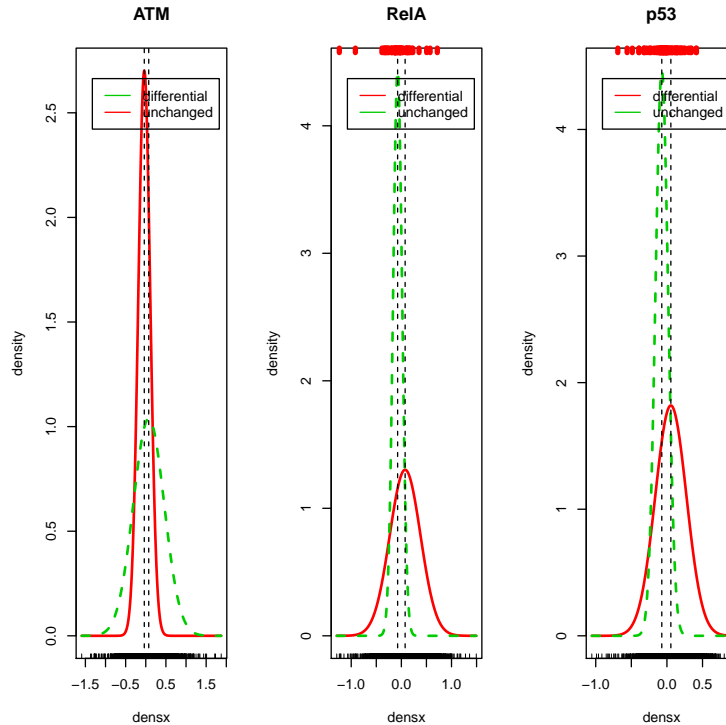 ATM
RelA
p53
differential
unchanged
differential
unchanged
differential
unchanged
density
0.0
0.5
1.0
1.5
2.0
2.5
density
0
1
2
3
4
density
0
1
2
3
4
−1.5
−0.5
0.5
1.5
−1.0
0.0
1.0
−1.0
0.0
0.5
densx
densx
densx